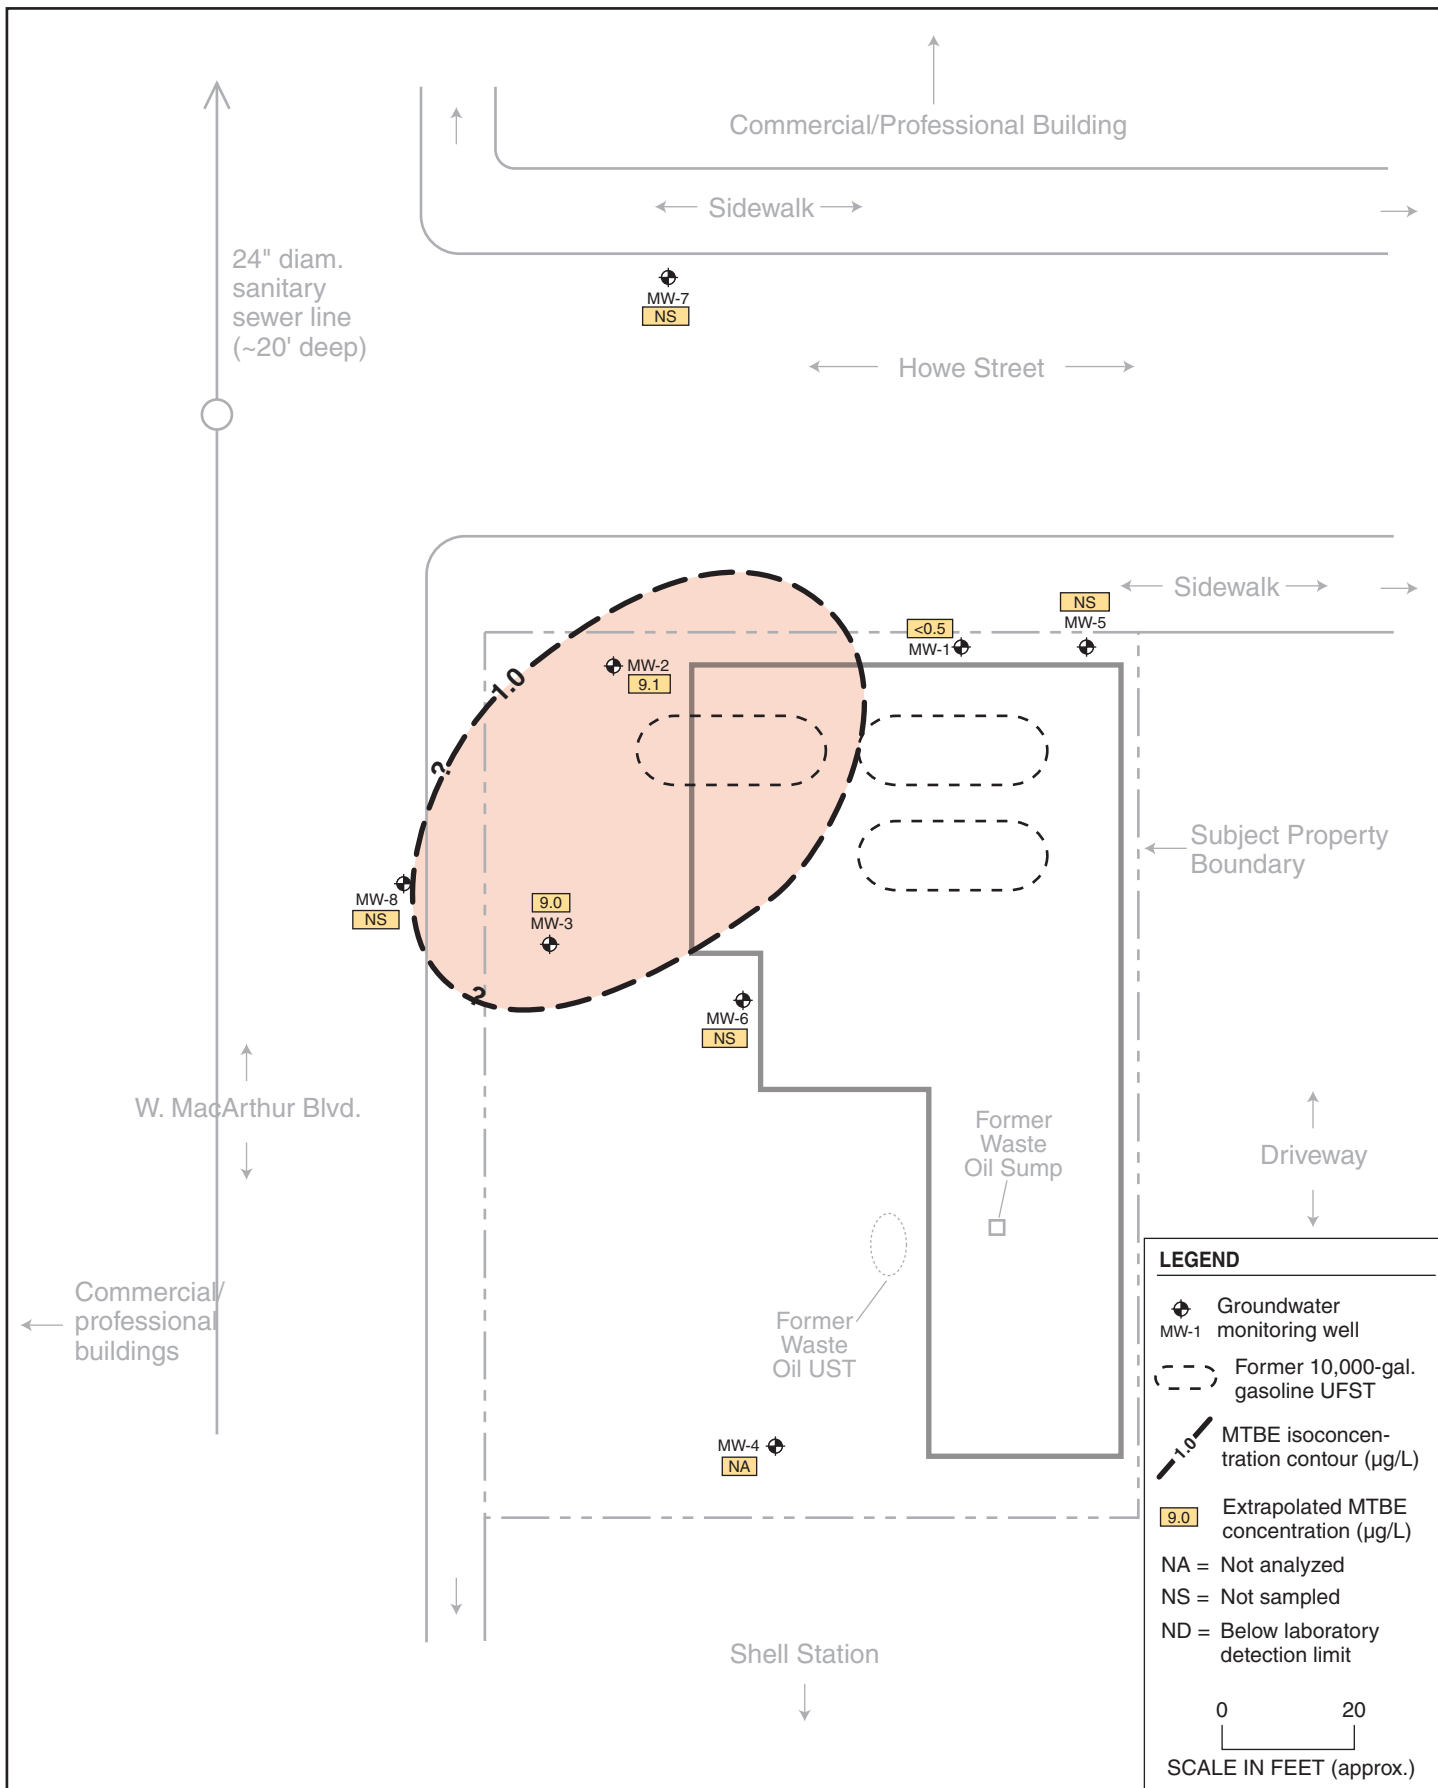 Commercial/Professional Building
Sidewalk
24" diam.
sanitary
sewer line
(~20' deep)
MW-7
NS
Howe Street
Sidewalk
NS
MW-5
<0.5
MW-1
1.0
MW-2
9.1
?
Subject Property
Boundary
MW-8
NS
9.0
MW-3
?
MW-6
NS
W. MacArthur Blvd.
Former
Waste
Oil Sump
Driveway
Commercial/
professional
buildings
Former
Waste
Oil UST
MW-4
NA
Shell Station
LEGEND
MW-1
Groundwater
monitoring well
Former 10,000-gal.
gasoline UFST
1.0
MTBE isoconcen-
tration contour (µg/L)
9.0
Extrapolated MTBE
concentration (µg/L)
NA = Not analyzed
NS = Not sampled
ND = Below laboratory
detection limit
0 20
SCALE IN FEET (approx.)